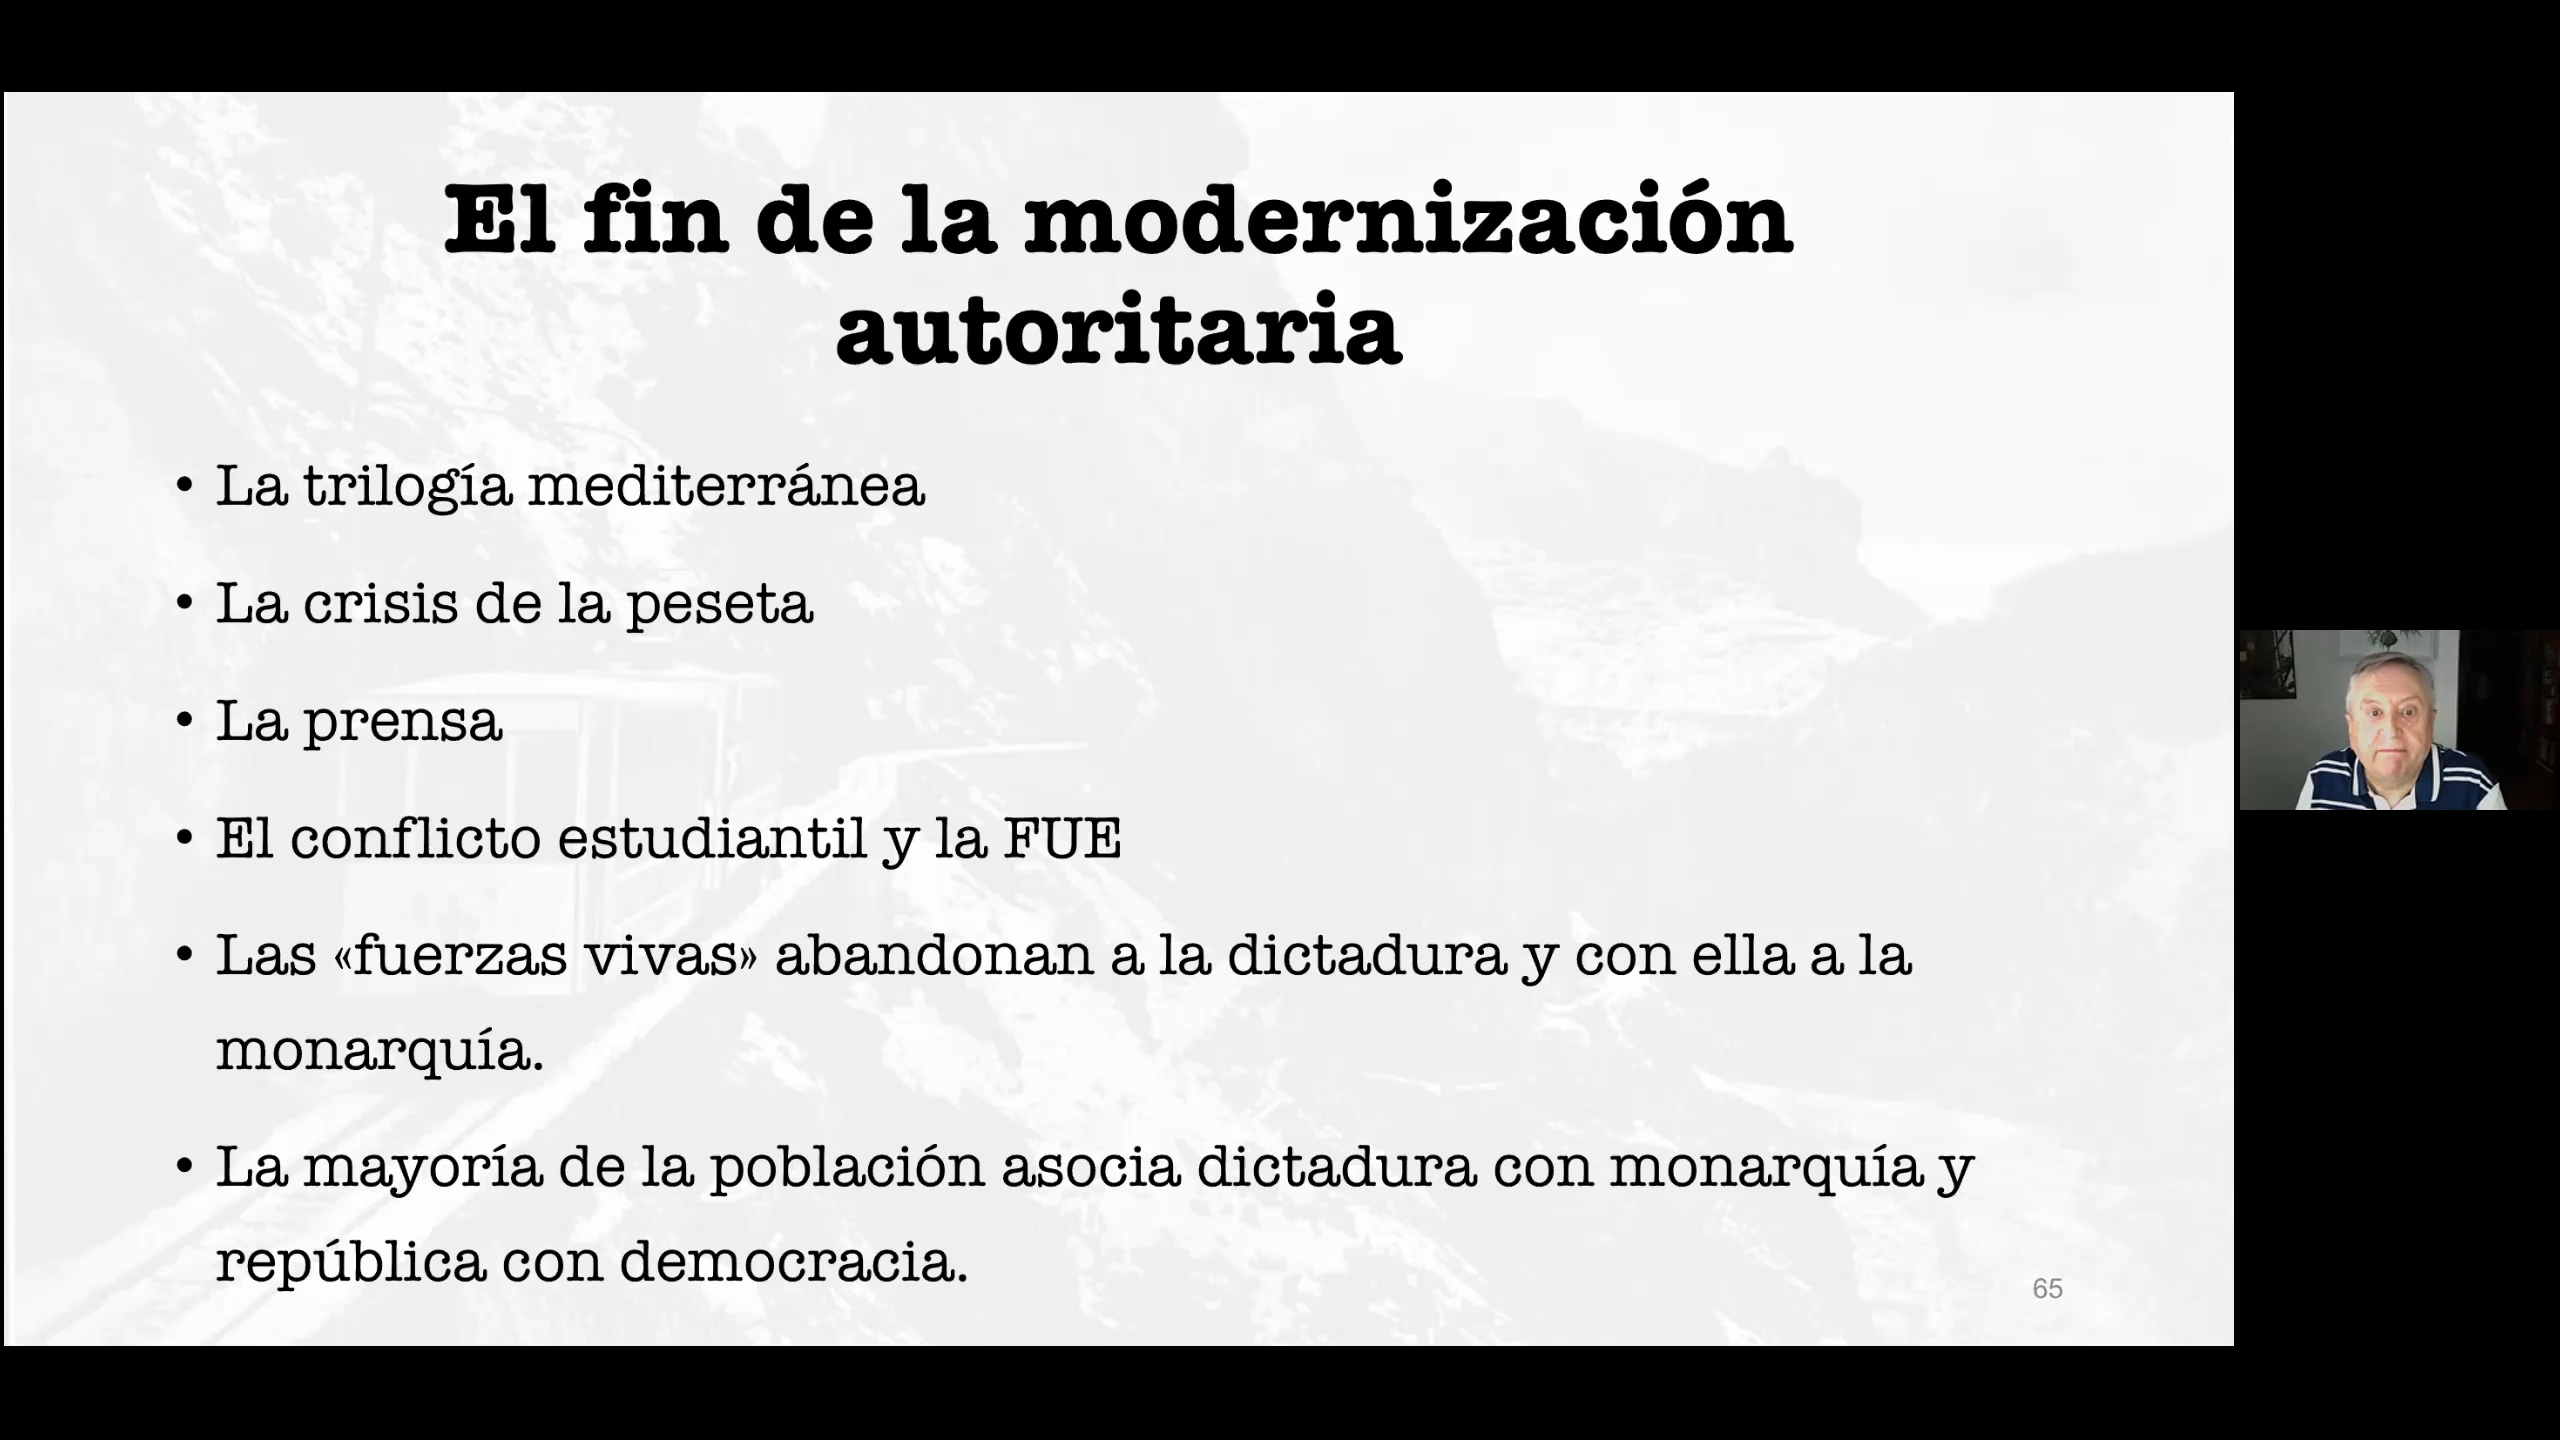 El fin de la modernización
autoritaria
• La trilogía mediterránea
• La crisis de la peseta
• La prensa
• El conflicto estudiantil y la FUE
• Las «fuerzas vivas» abandonan a la dictadura y con ella a la
monarquía.
• La mayoría de la población asocia dictadura con monarquía y
república con democracia.
65